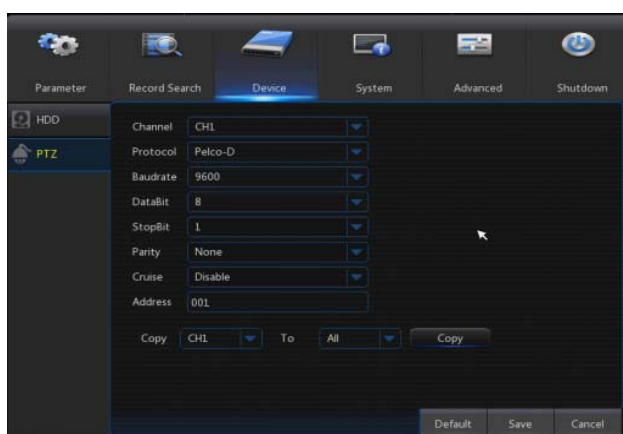 Parameter Record Search Device System Advanced Shutdown
HDD
PTZ
Channel CH1
Protocol Pelco-D
Baudrate 9600
DataBit 8
StopBit 1
Parity None
Cruise Disable
Address 001
Copy CH1 To All Copy
Default Save Cancel